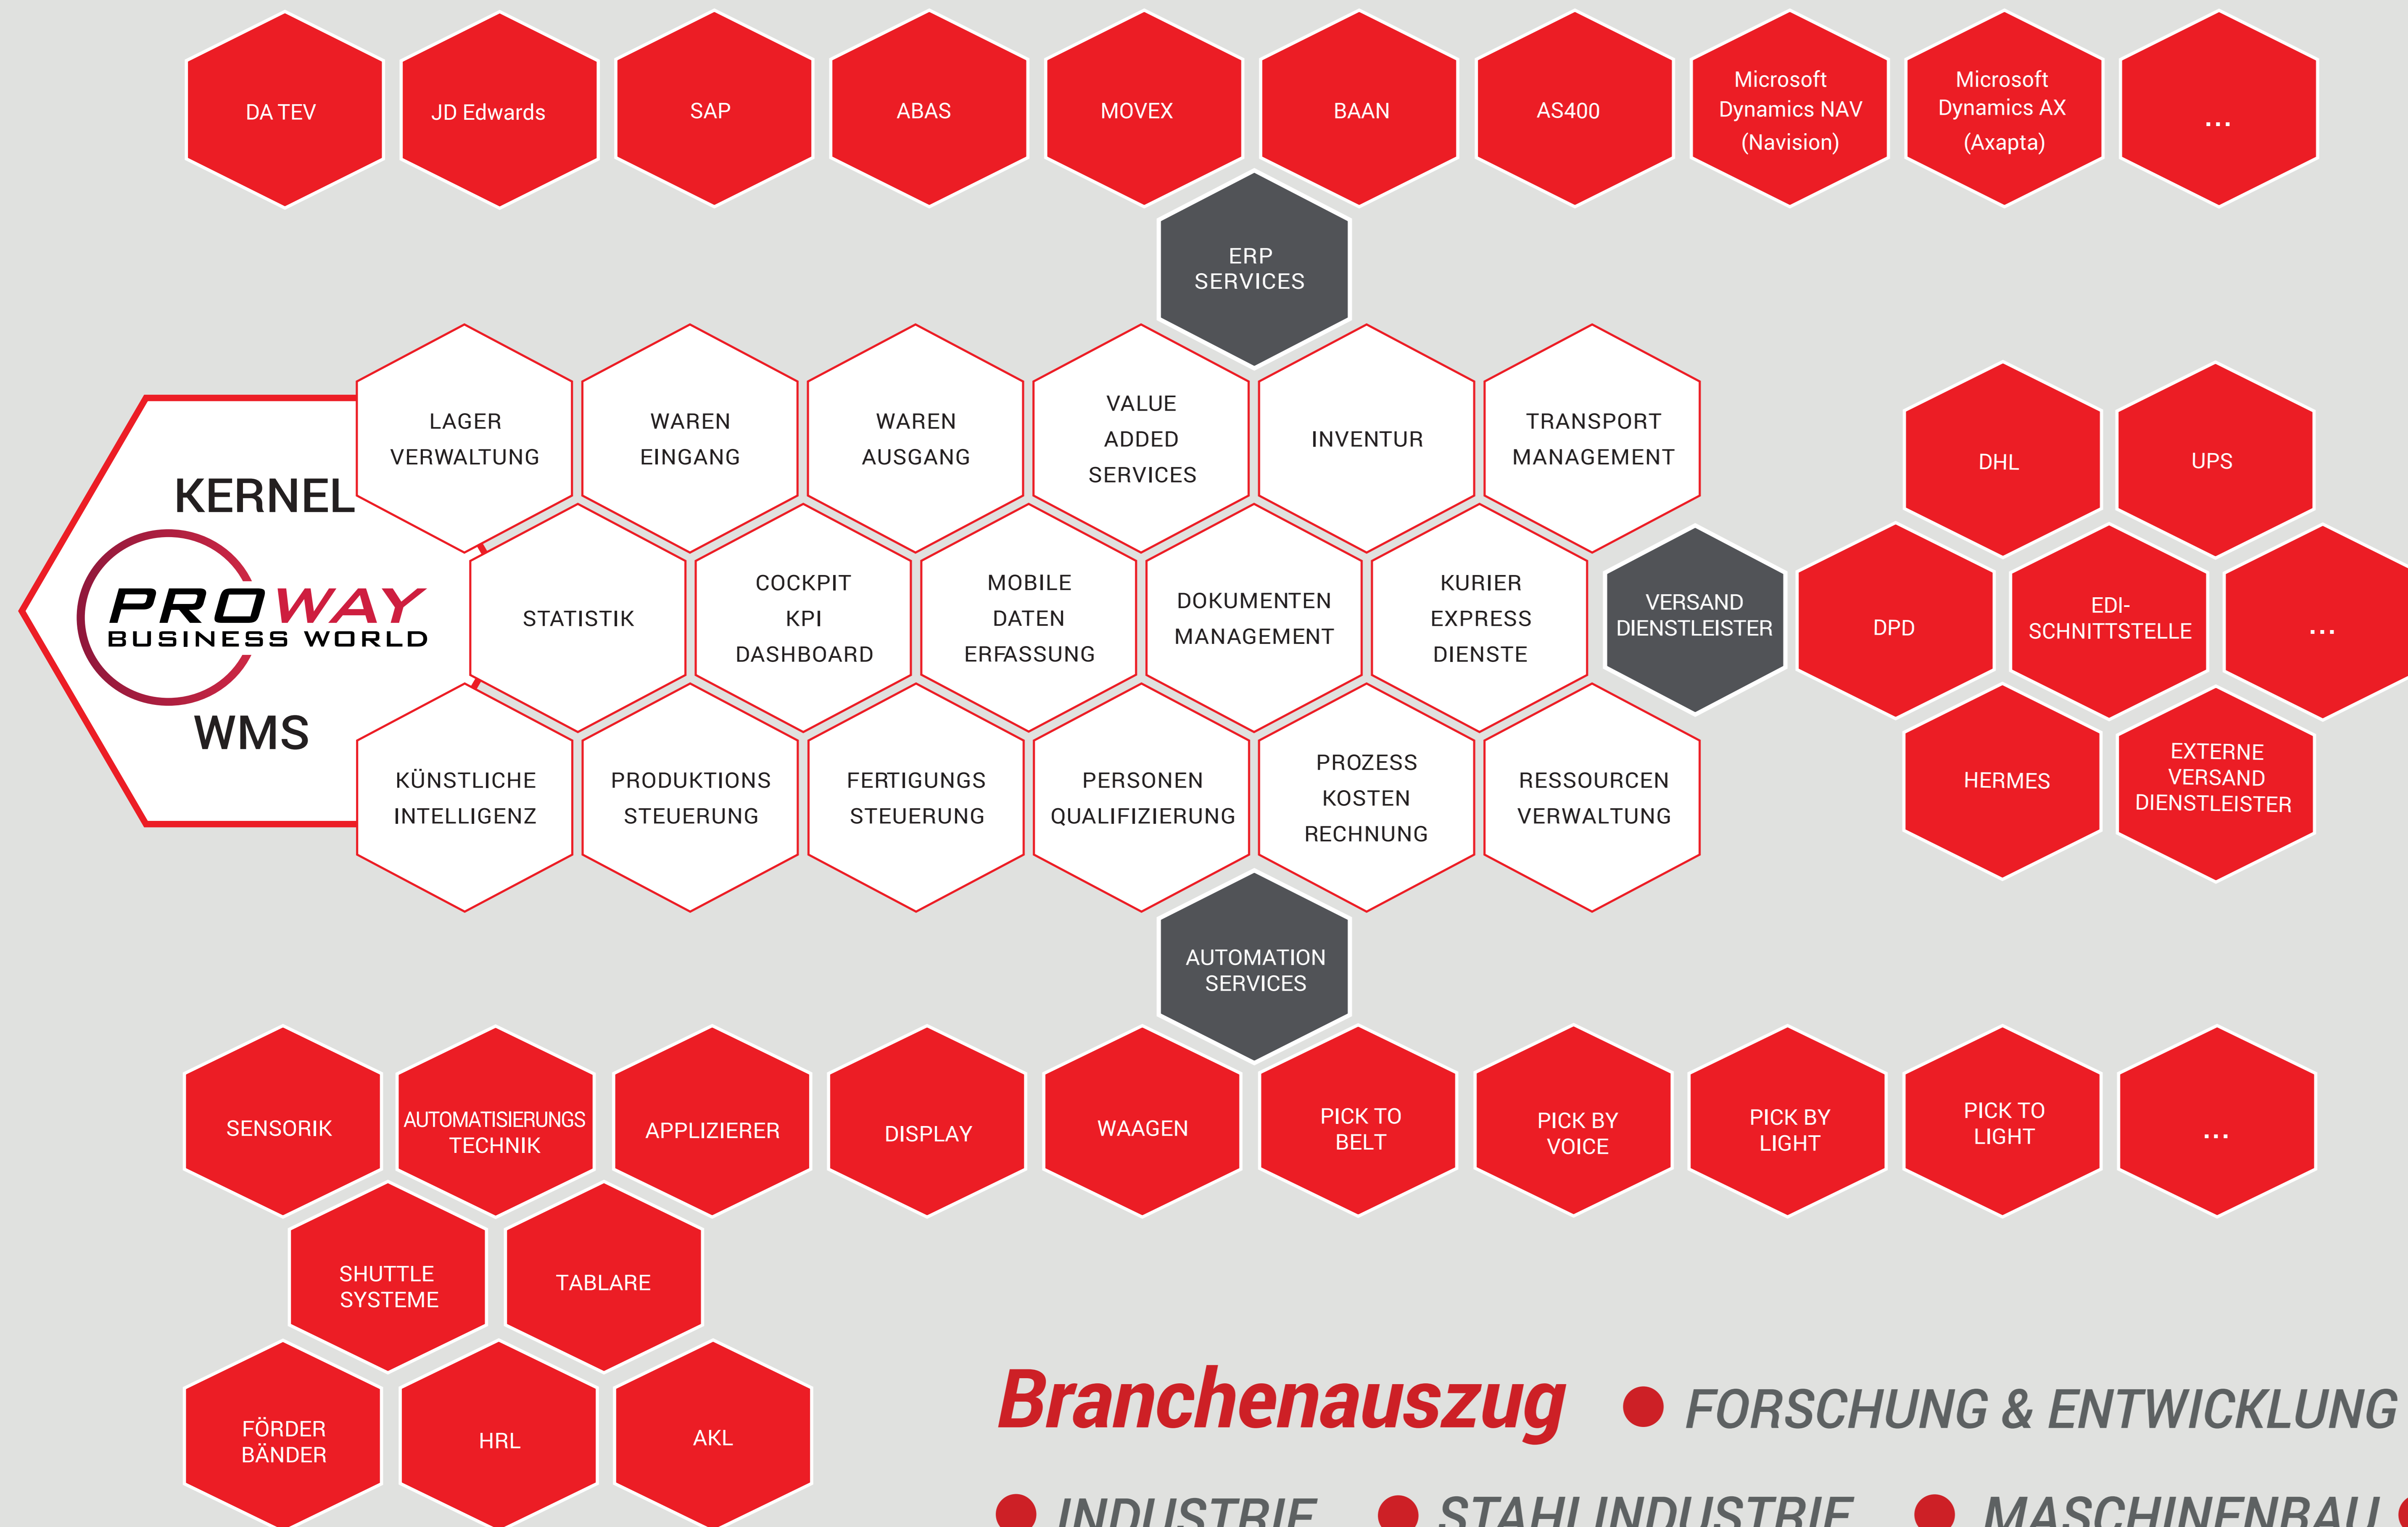 DA TEV
JD Edwards
SAP
ABAS
MOVEX
BAAN
AS400
Microsoft
Dynamics NAV
(Navision)
Microsoft
Dynamics AX
(Axapta)
...
ERP
SERVICES
KERNEL
PROWAY
BUSINESS WORLD
WMS
LAGER
VERWALTUNG
WAREN
EINGANG
WAREN
AUSGANG
VALUE
ADDED
SERVICES
INVENTUR
TRANSPORT
MANAGEMENT
STATISTIK
COCKPIT
KPI
DASHBOARD
MOBILE
DATEN
ERFASSUNG
DOKUMENTEN
MANAGEMENT
KURIER
EXPRESS
DIENSTE
KÜNSTLICHE
INTELLIGENZ
PRODUKTIONS
STEUERUNG
FERTIGUNGS
STEUERUNG
PERSONEN
QUALIFIZIERUNG
PROZESS
KOSTEN
RECHNUNG
RESSOURCEN
VERWALTUNG
VERSAND
DIENSTLEISTER
DHL
UPS
DPD
EDI-
SCHNITTSTELLE
...
HERMES
EXTERNE
VERSAND
DIENSTLEISTER
AUTOMATION
SERVICES
SENSORIK
AUTOMATISIERUNGS
TECHNIK
APPLIZIERER
DISPLAY
WAAGEN
PICK TO
BELT
PICK BY
VOICE
PICK BY
LIGHT
PICK TO
LIGHT
...
SHUTTLE
SYSTEME
TABLARE
FÖRDER
BÄNDER
HRL
AKL
Branchenauszug ● FORSCHUNG & ENTWICKLUNG
● INDUSTRIE ● STAHLINDUSTRIE ● MASCHINENBAU